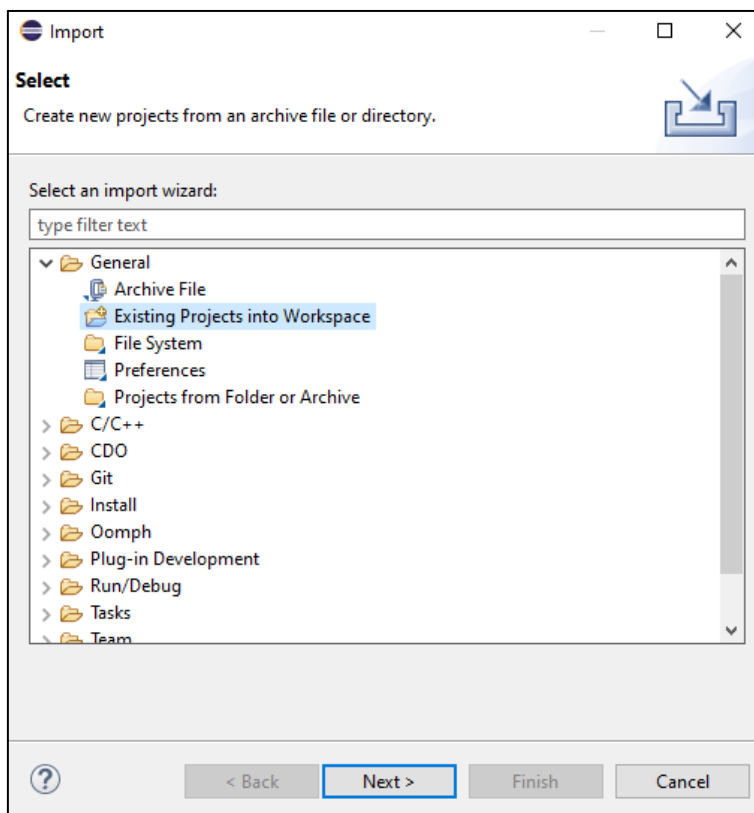 Import
Select
Create new projects from an archive file or directory.
Select an import wizard:
type filter text
General
Archive File
Existing Projects into Workspace
File System
Preferences
Projects from Folder or Archive
C/C++
CDO
Git
Install
Oomph
Plug-in Development
Run/Debug
Tasks
Team
? < Back Next > Finish Cancel